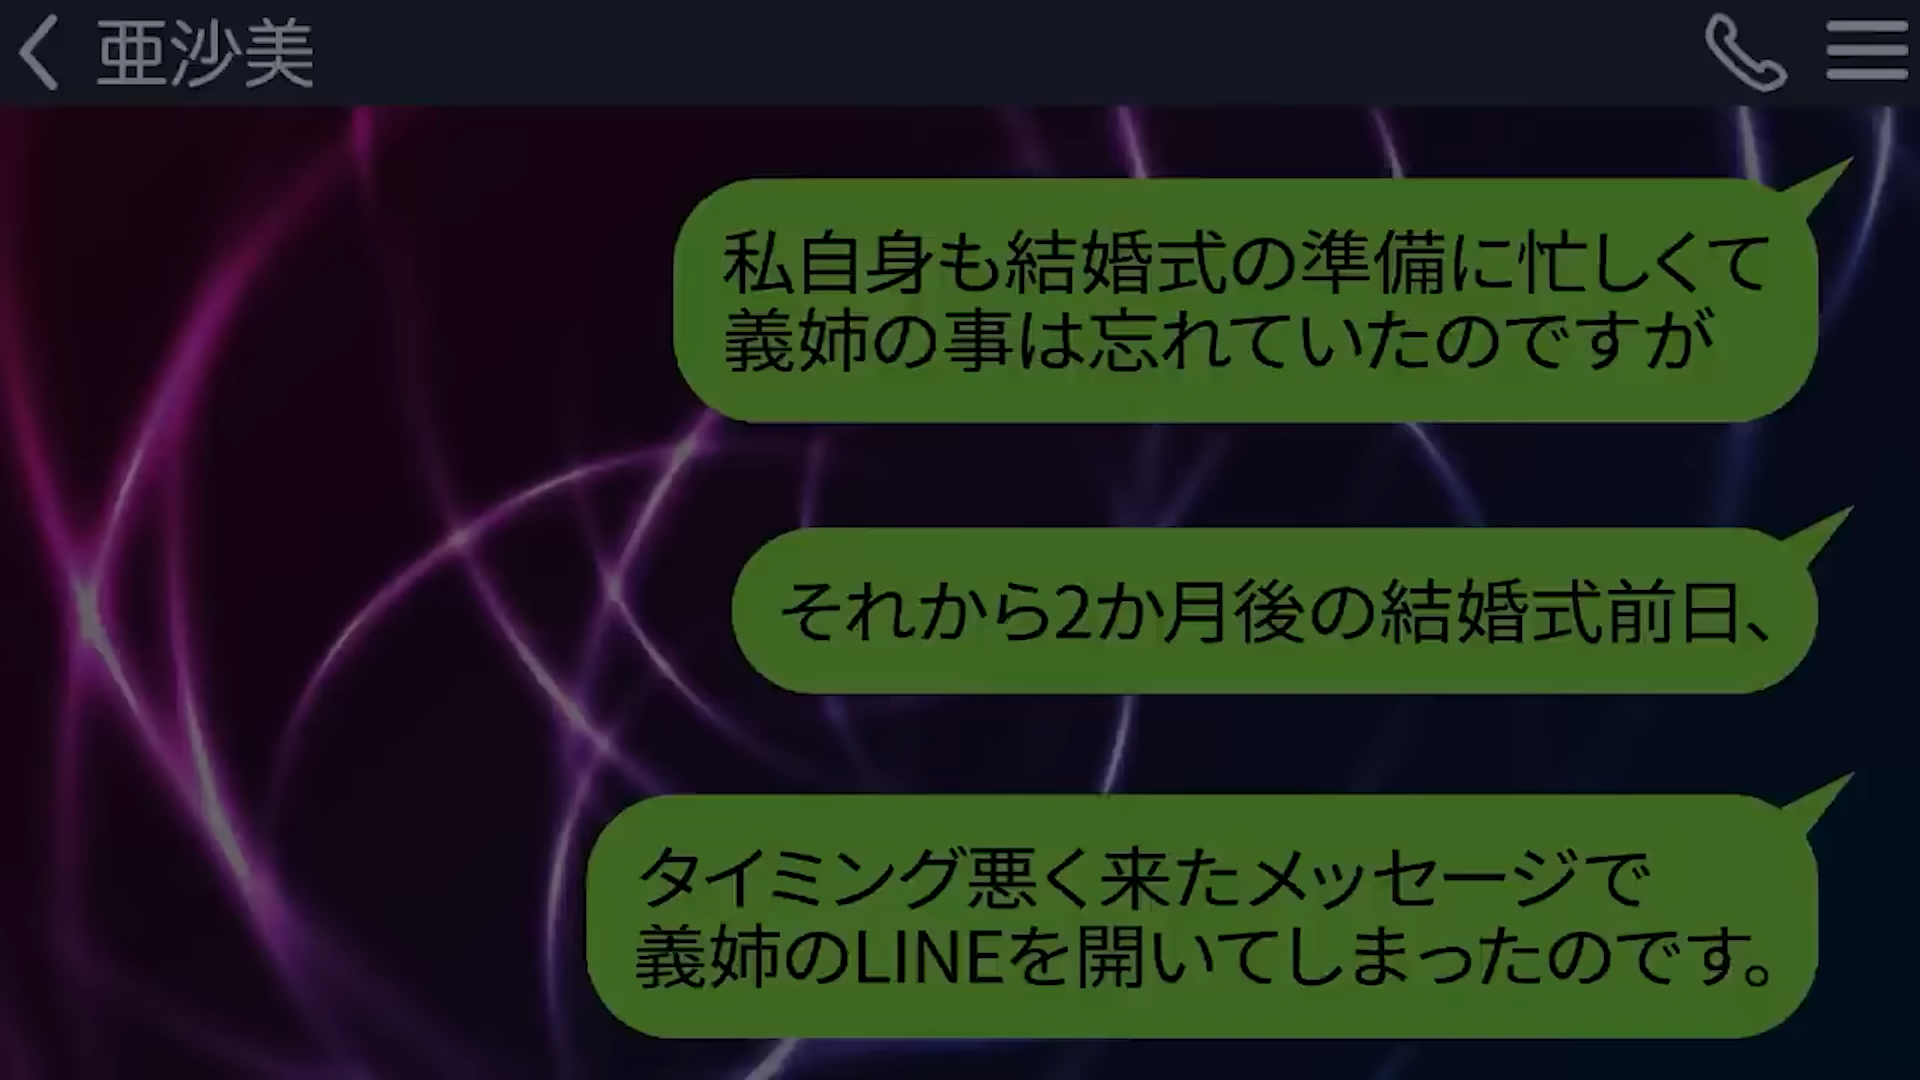 亜沙美
私自身も結婚式の準備に忙しくて
義姉の事は忘れていたのですが
それから2か月後の結婚式前日、
タイミング悪く来たメッセージで
義姉のLINEを開いてしまったのです。